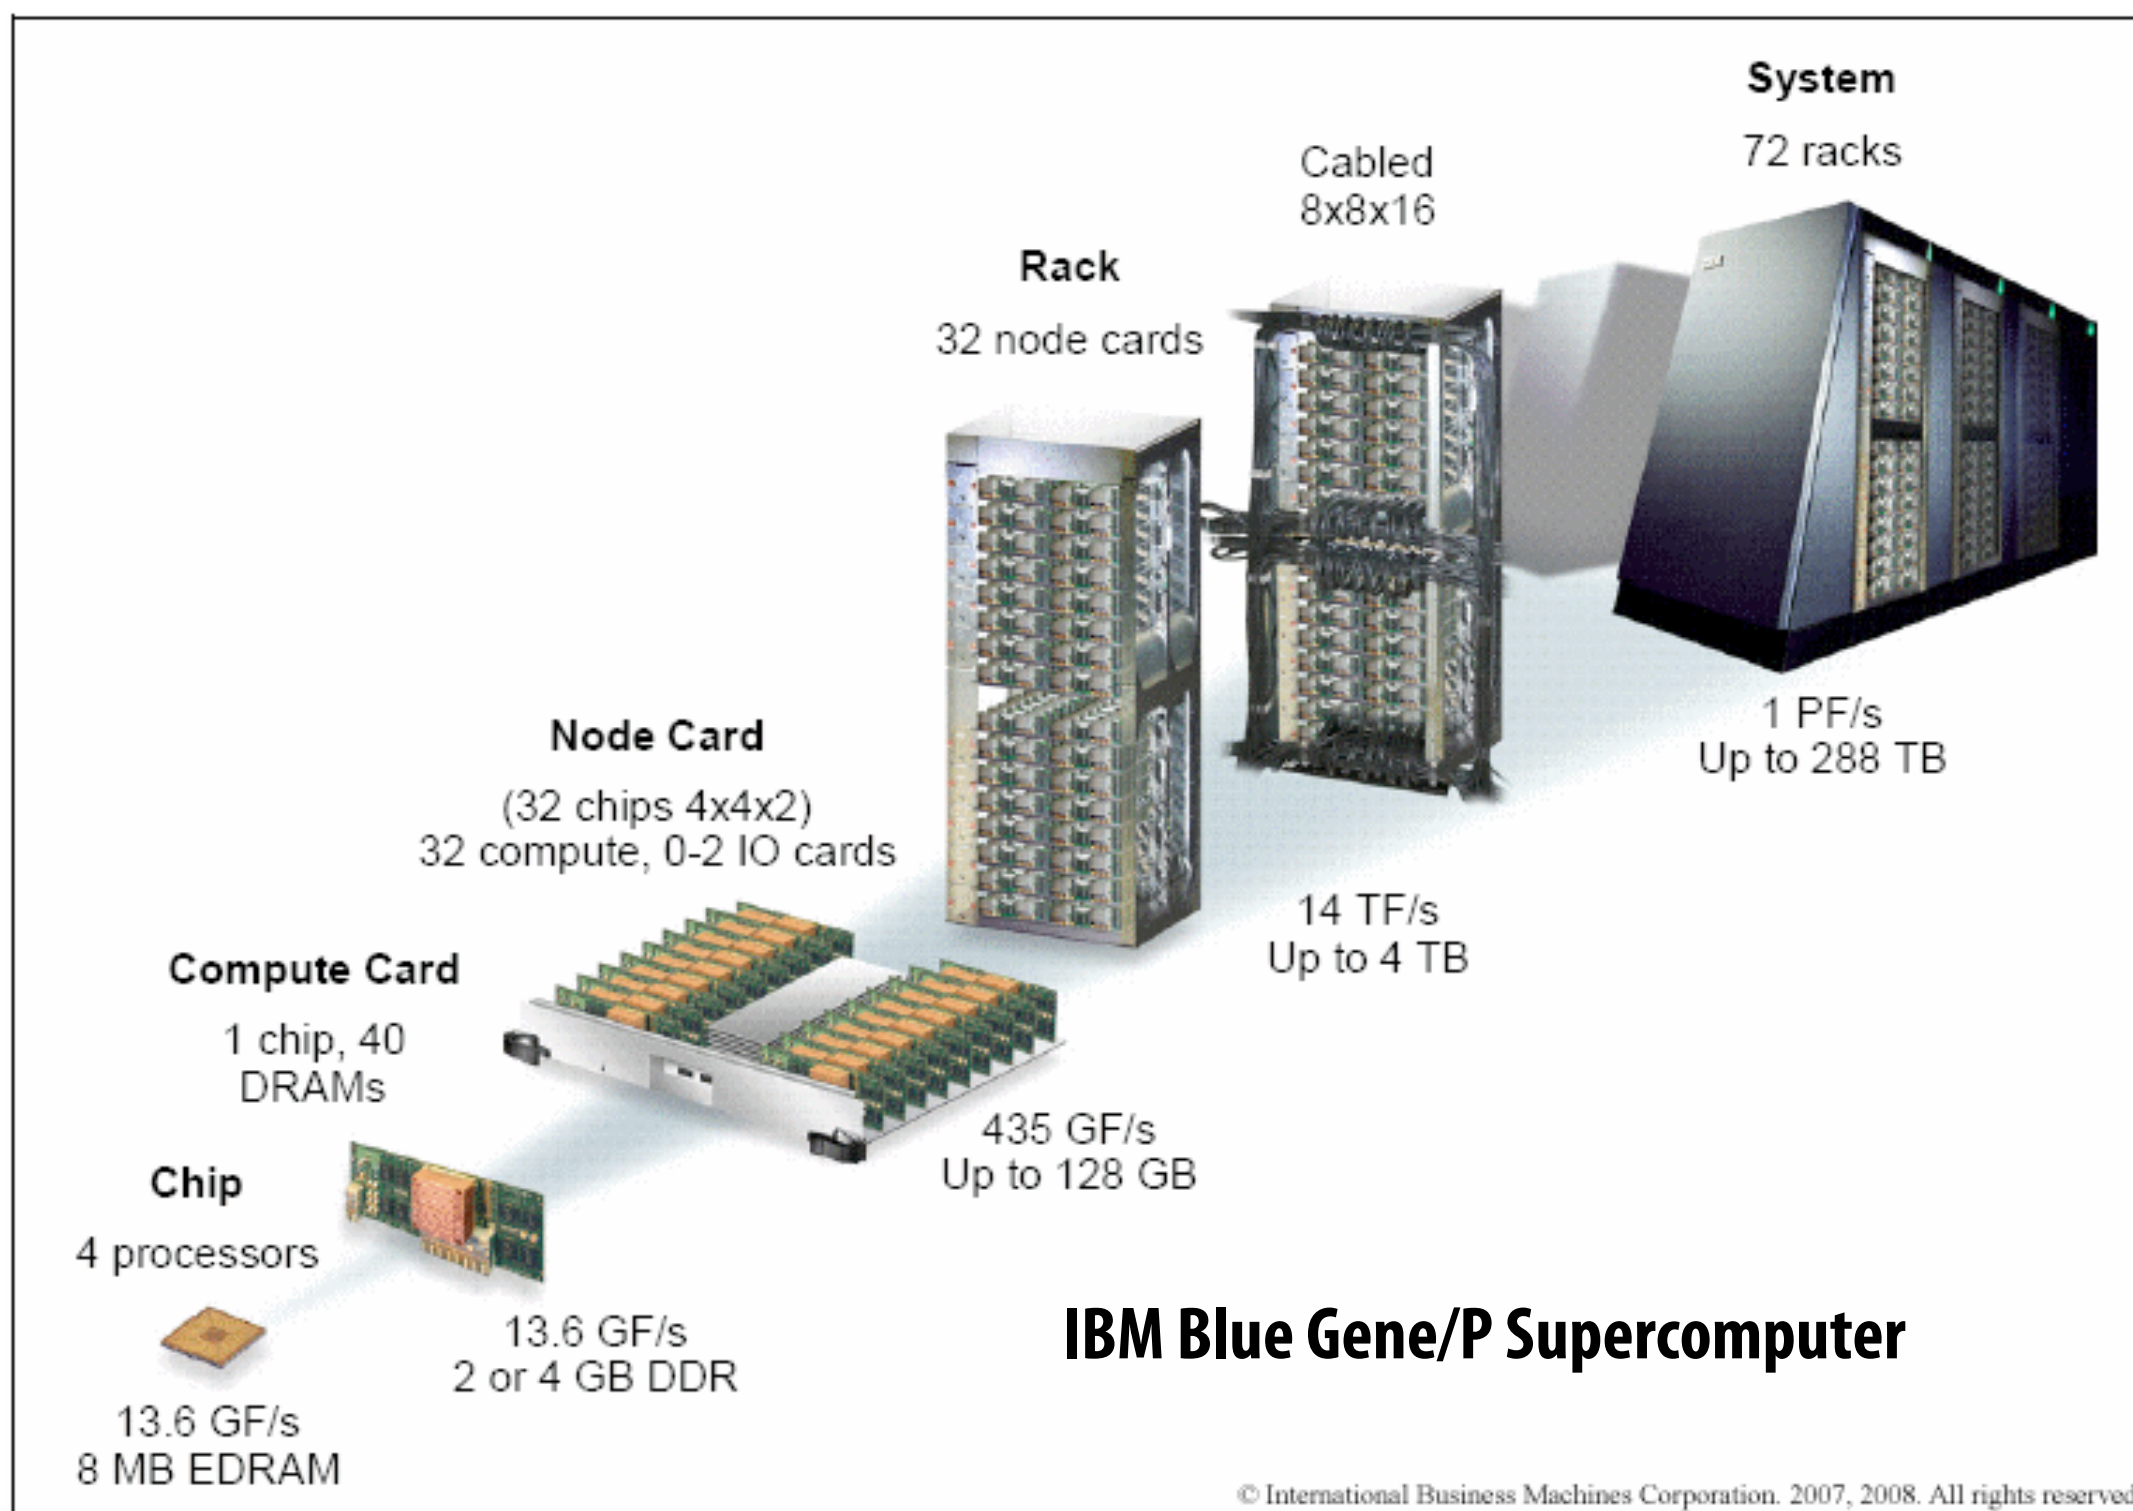 System
72 racks
Cabled
8x8x16
Rack
32 node cards
1 PF/s
Up to 288 TB
Node Card
(32 chips 4x4x2)
32 compute, 0-2 IO cards
14 TF/s
Up to 4 TB
Compute Card
1 chip, 40
DRAMs
435 GF/s
Up to 128 GB
Chip
4 processors
13.6 GF/s
2 or 4 GB DDR
IBM Blue Gene/P Supercomputer
13.6 GF/s
8 MB EDRAM
© International Business Machines Corporation. 2007, 2008. All rights reserved